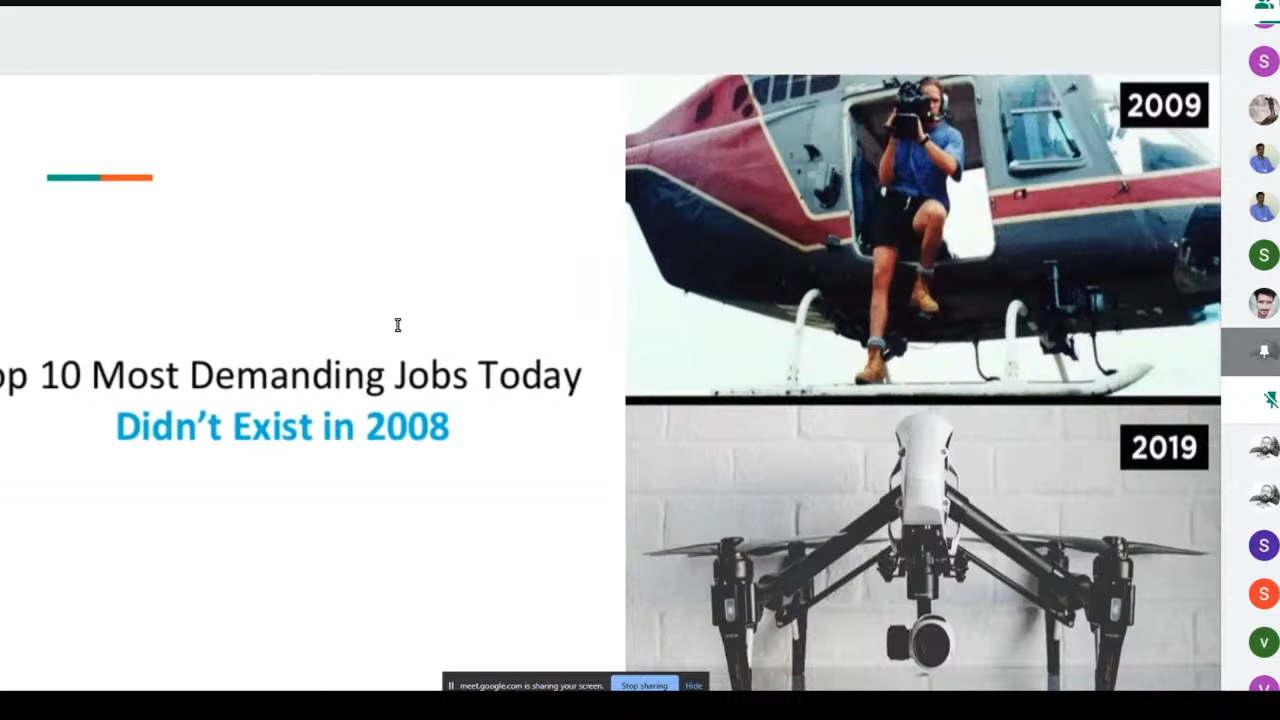 2009
op 10 Most Demanding Jobs Today
Didn't Exist in 2008
2019
meet.google.com is sharing your screen. Stop sharing Hide
S
S
S
S
v